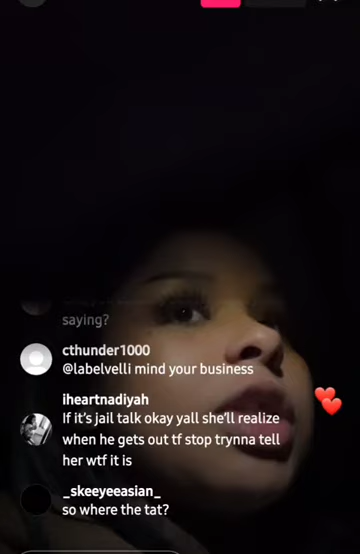 saying?
cthunder1000
@labelvelli mind your business
iheartnadiyah
If it's jail talk okay yall she'll realize
when he gets out tf stop trynna tell
her wtf it is
_skeeyeeasian_
so where the tat?